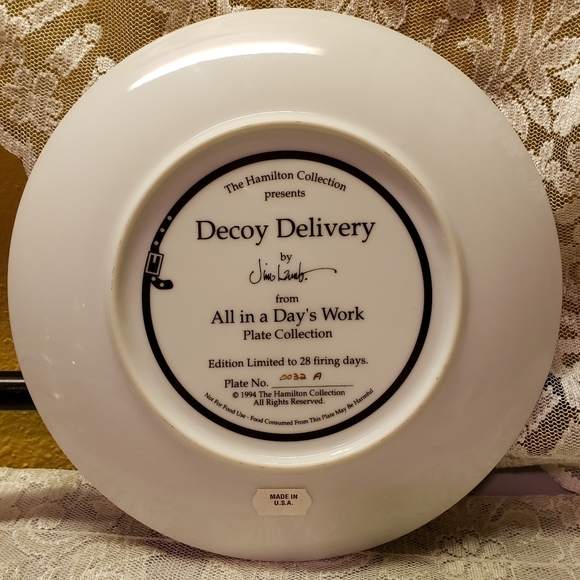 The Hamilton Collection
presents
Decoy Delivery
by
Jim Lamb.
from
All in a Day's Work
Plate Collection
Edition Limited to 28 firing days.
Plate No. 0032 A
© 1994 The Hamilton Collection
All Rights Reserved.
Not For Food Use - Food Consumed From This Plate May Be Harmful
MADE IN
U.S.A.